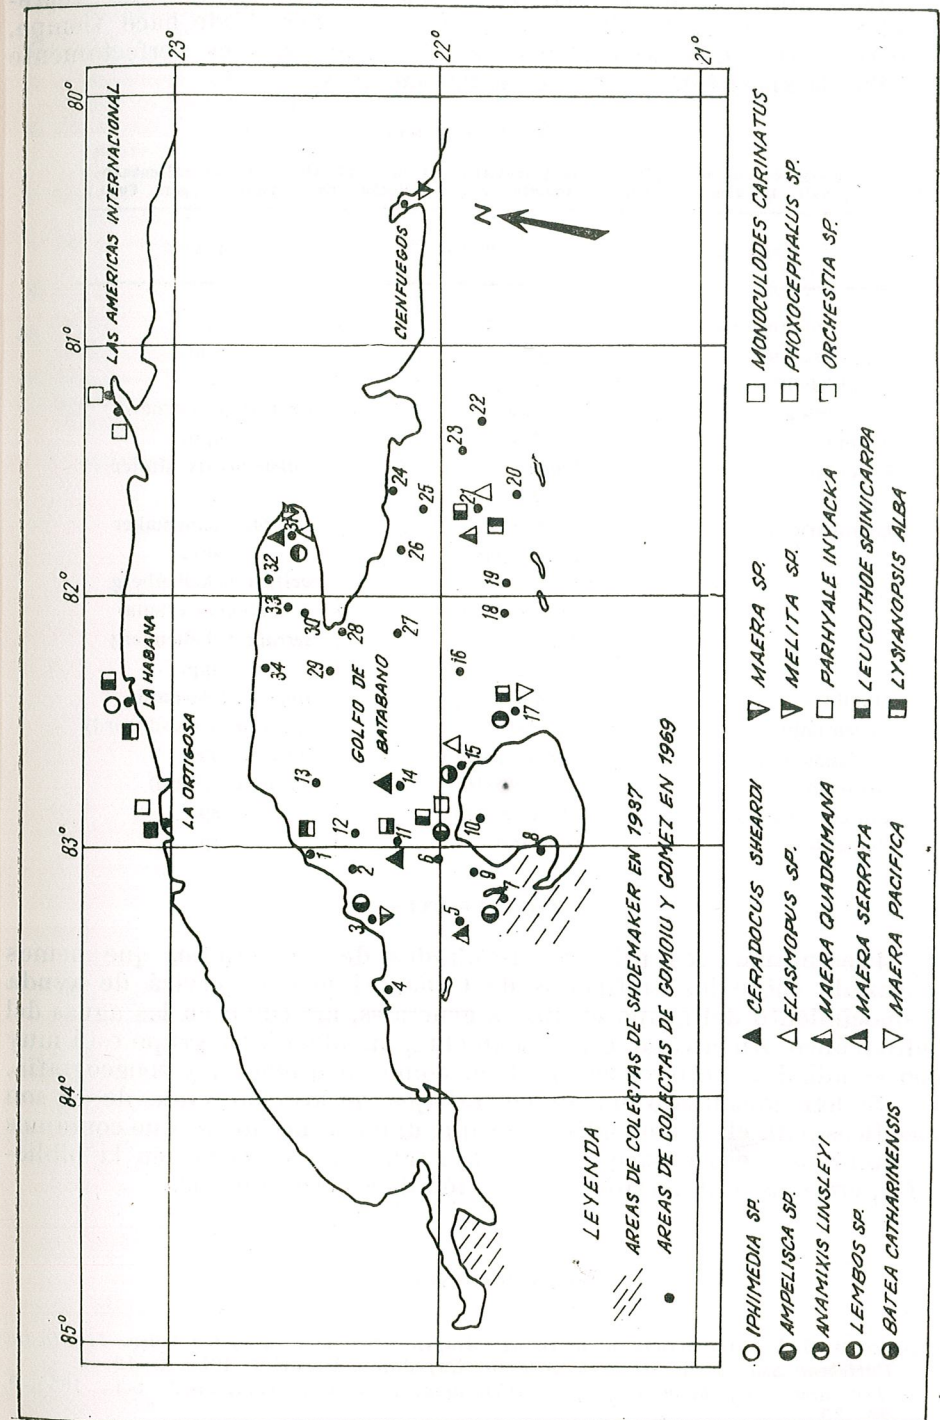 85°
84°
83°
82°
81°
80°
23°
22°
21°
LAS AMERICAS INTERNACIONAL
LA HABANA
LA ORTIGOSA
CIENFUEGOS
N
GOLFO DE
BATABANO
1
2
3
4
5
6
7
8
9
10
11
12
13
14
15
16
17
18
19
20
21
22
23
24
25
26
27
28
29
30
32
33
34
LEYENDA
AREAS DE COLECTAS DE SHOEMAKER EN 1937
AREAS DE COLECTAS DE GOMOIU Y GOMEZ EN 1969
IPHIMEDIA SP.
AMPELISCA SP.
ANAMIXIS LINSLEYI
LEMBOS SP.
BATEA CATHARINENSIS
CERADOCUS SHEARDI
ELASMOPUS SP.
MAERA QUADRIMANA
MAERA SERRATA
MAERA PACIFICA
MAERA SP.
MELITA SP.
PARHYALE INYACKA
LEUCOTHOE SPINICARPA
LYSIANOPSIS ALBA
MONOCULODES CARINATUS
PHOXOCEPHALUS SP.
ORCHESTIA SP.